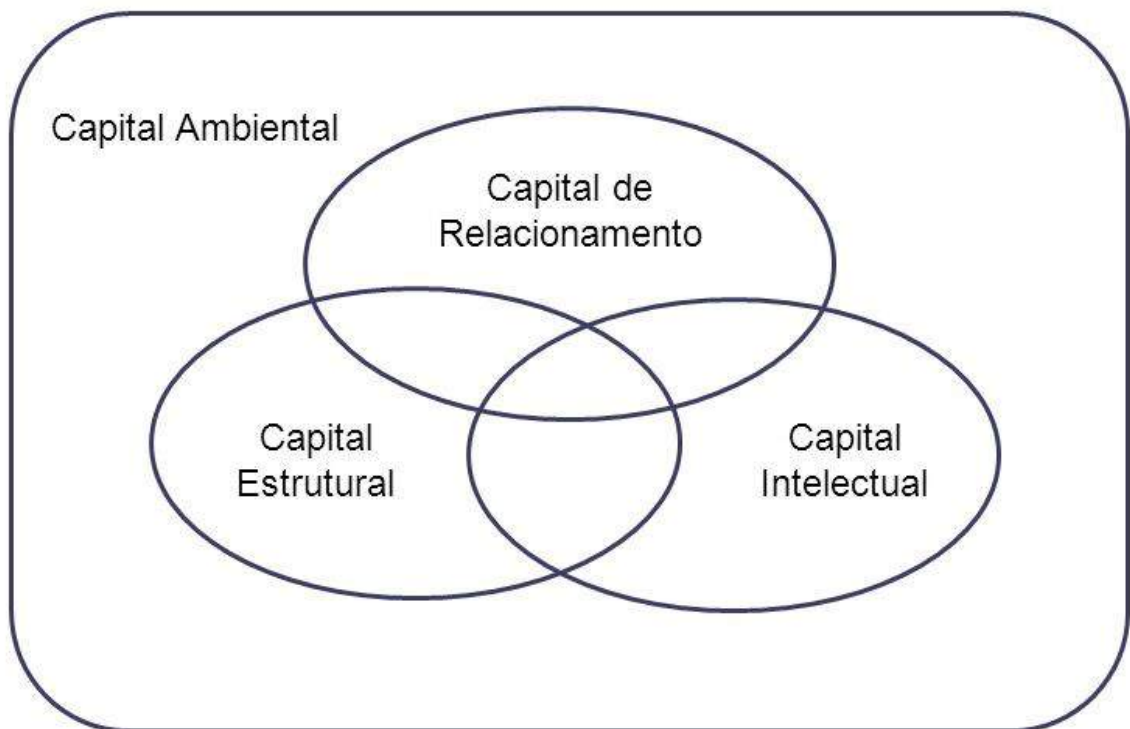 Capital Ambiental
Capital de
Relacionamento
Capital
Estrutural
Capital
Intelectual